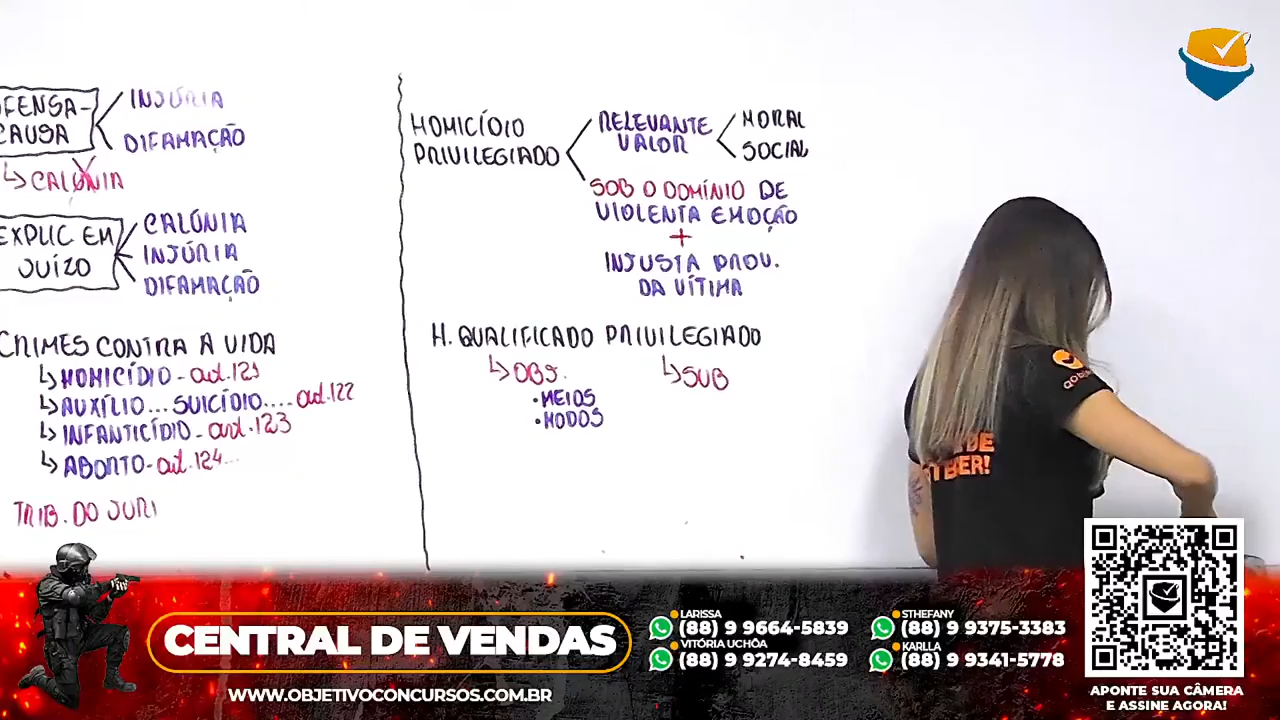 FENSA-
CAUSA
INJÚRIA
DIFAMAÇÃO
CALÚNIA
EXPLIC EM
JUÍZO
CALÚNIA
INJÚRIA
DIFAMAÇÃO
CRIMES CONTRA A VIDA
HOMICÍDIO - art. 121
AUXÍLIO... SUICÍDIO.... art. 122
INFANTICÍDIO - art. 123
ABORTO - art. 124...
TRIB. DO JURI
HOMICÍDIO
PRIVILEGIADO
RELEVANTE
VALOR
MORAL
SOCIAL
SOB O DOMÍNIO DE
VIOLENTA EMOÇÃO
+
INJUSTA PROV.
DA VÍTIMA
H. QUALIFICADO PRIVILEGIADO
OBJ.
• MEIOS
• MODOS
SUB
CENTRAL DE VENDAS
WWW.OBJETIVOCONCURSOS.COM.BR
LARISSA
(88) 9 9664-5839
VITÓRIA UCHÔA
(88) 9 9274-8459
STHEFANY
(88) 9 9375-3383
KARLLA
(88) 9 9341-5778
APONTE SUA CÂMERA
E ASSINE AGORA!